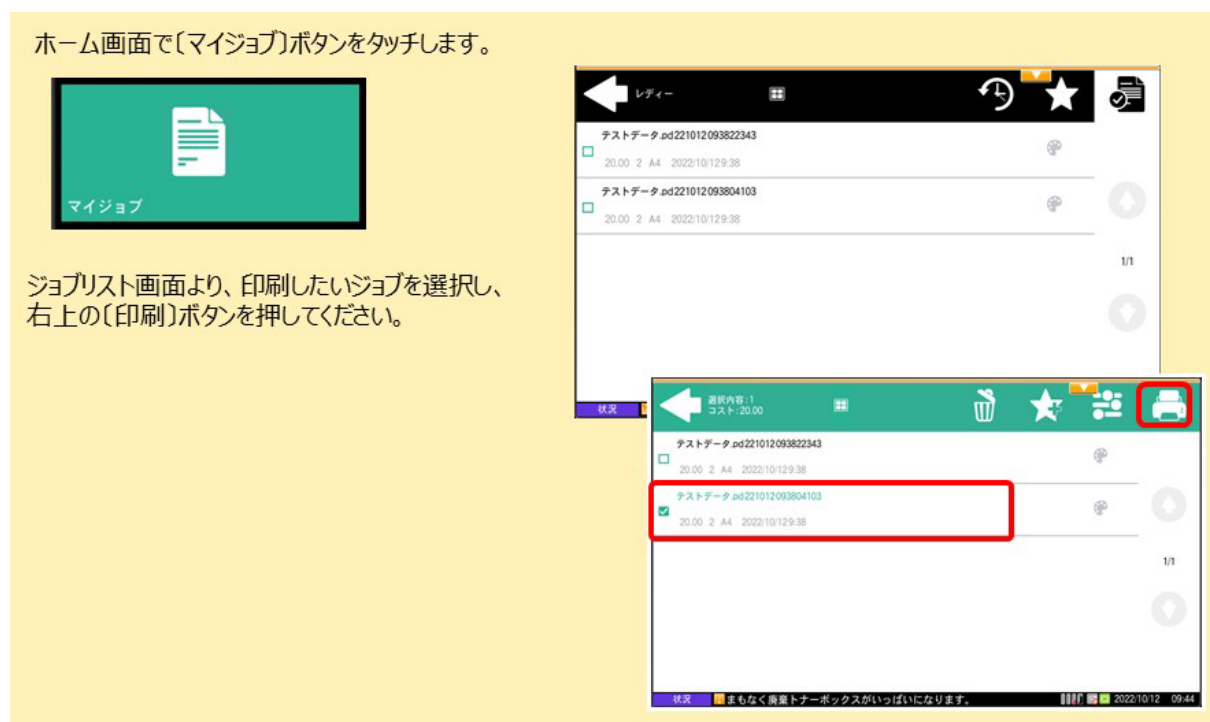 ホーム画面で〔マイジョブ〕ボタンをタッチします。
マイジョブ
ジョブリスト画面より、印刷したいジョブを選択し、
右上の〔印刷〕ボタンを押してください。
レディー
テストデータ.pd221012093822343
20.00 2 A4 2022/10/129:38
テストデータ.pd221012093804103
20.00 2 A4 2022/10/129:38
1/1
状況
選択内容:1
コスト:20.00
テストデータ.pd221012093822343
20.00 2 A4 2022/10/129:38
テストデータ.pd221012093804103
20.00 2 A4 2022/10/129:38
1/1
状況 まもなく廃棄トナーボックスがいっぱいになります。 2022/10/12 09:44